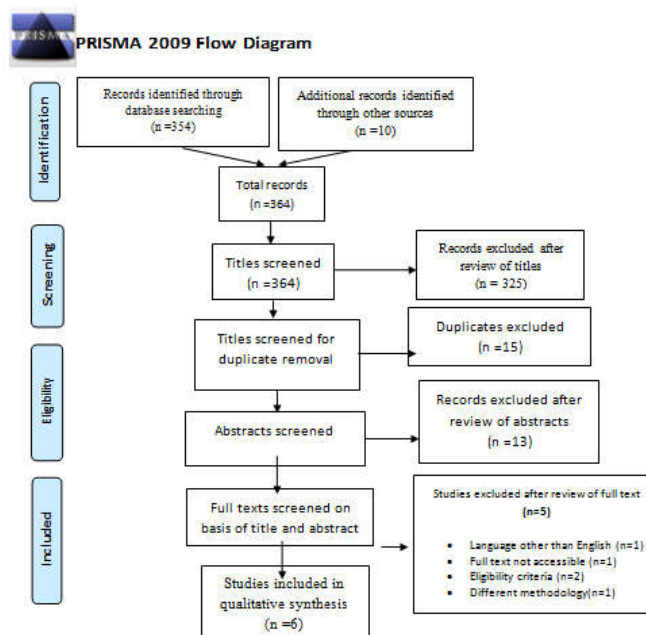 PRISMA
PRISMA 2009 Flow Diagram
Identification
Records identified through
database searching
(n =354)
Additional records identified
through other sources
(n =10)
Total records
(n =364)
Screening
Titles screened
(n =364)
Records excluded after
review of titles
(n = 325)
Titles screened for
duplicate removal
Duplicates excluded
(n =15)
Eligibility
Abstracts screened
Records excluded after
review of abstracts
(n =13)
Included
Full texts screened on
basis of title and abstract
Studies excluded after review of full text
(n=5)
• Language other than English (n=1)
• Full text not accessible (n=1)
• Eligibility criteria (n=2)
• Different methodology(n=1)
Studies included in
qualitative synthesis
(n =6)